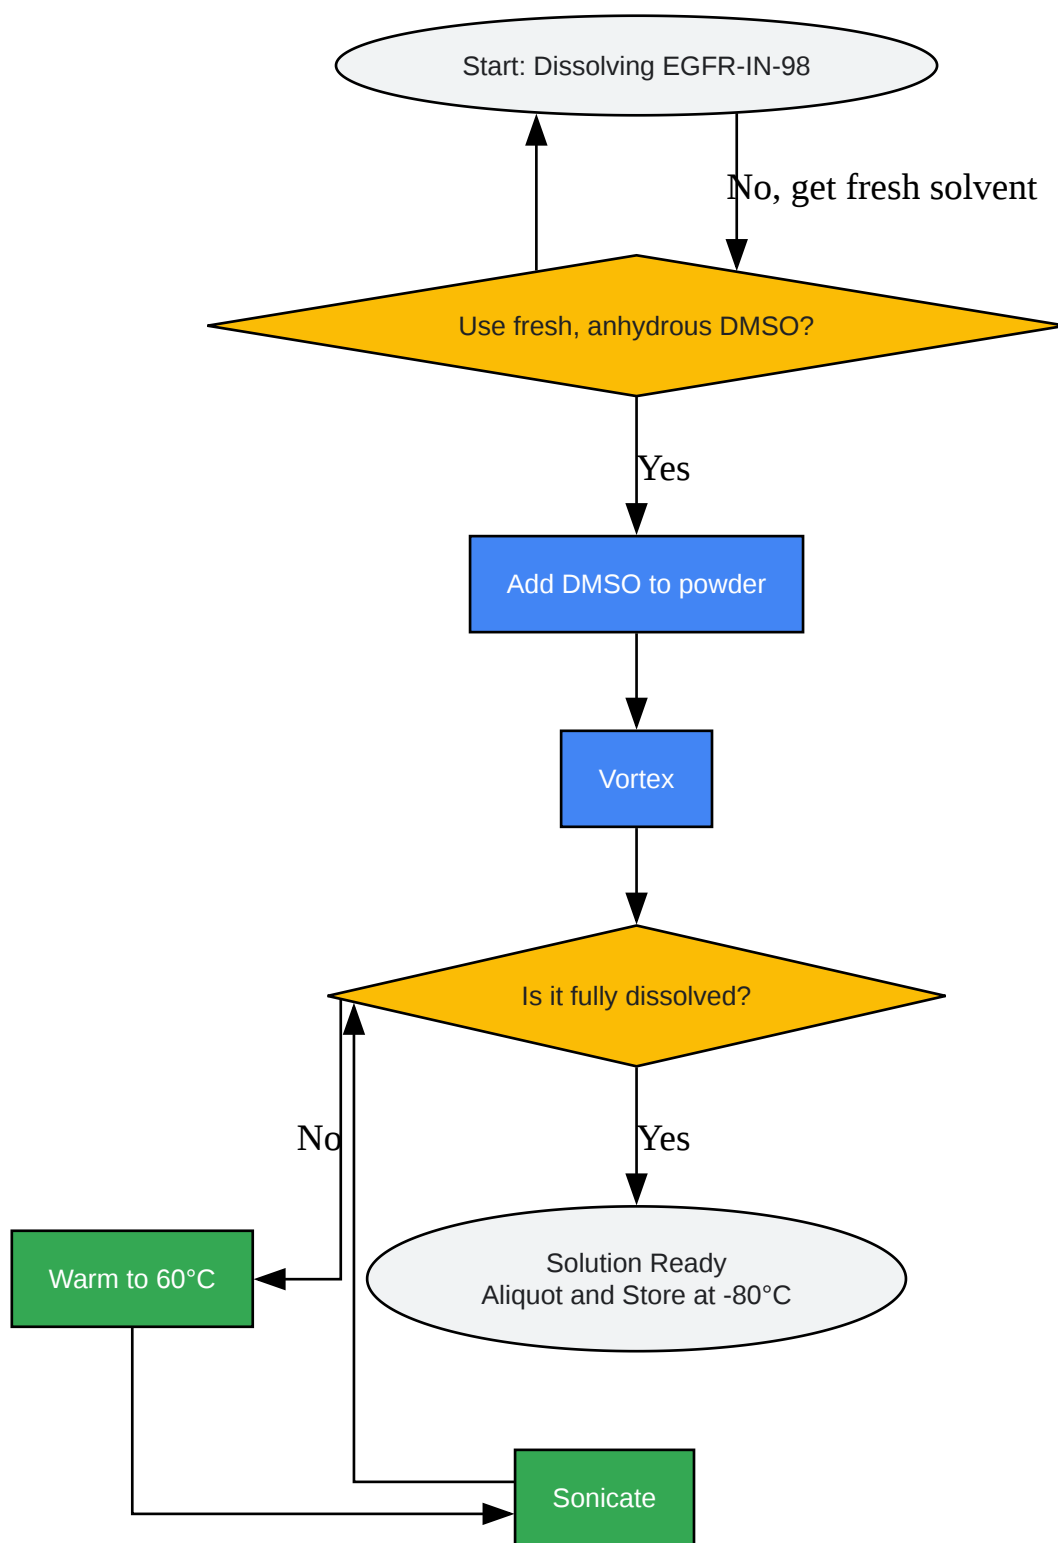 Start: Dissolving EGFR-IN-98
No, get fresh solvent
Use fresh, anhydrous DMSO?
Yes
Add DMSO to powder
Vortex
Is it fully dissolved?
No
Yes
Warm to 60°C
Solution Ready
Aliquot and Store at -80°C
Sonicate